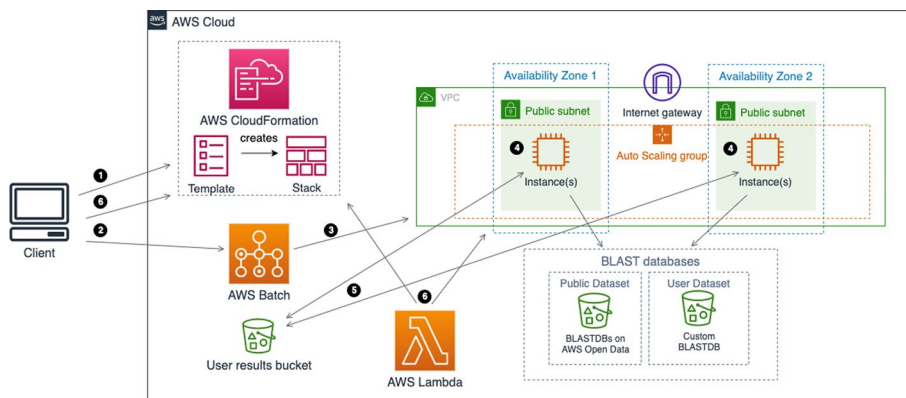 aws
AWS Cloud
AWS CloudFormation
creates
Template
Stack
1
6
2
Client
AWS Batch
3
User results bucket
5
6
AWS Lambda
VPC
Availability Zone 1
Public subnet
4
Instance(s)
Internet gateway
Auto Scaling group
Availability Zone 2
Public subnet
4
Instance(s)
BLAST databases
Public Dataset
BLASTDBs on
AWS Open Data
User Dataset
Custom
BLASTDB